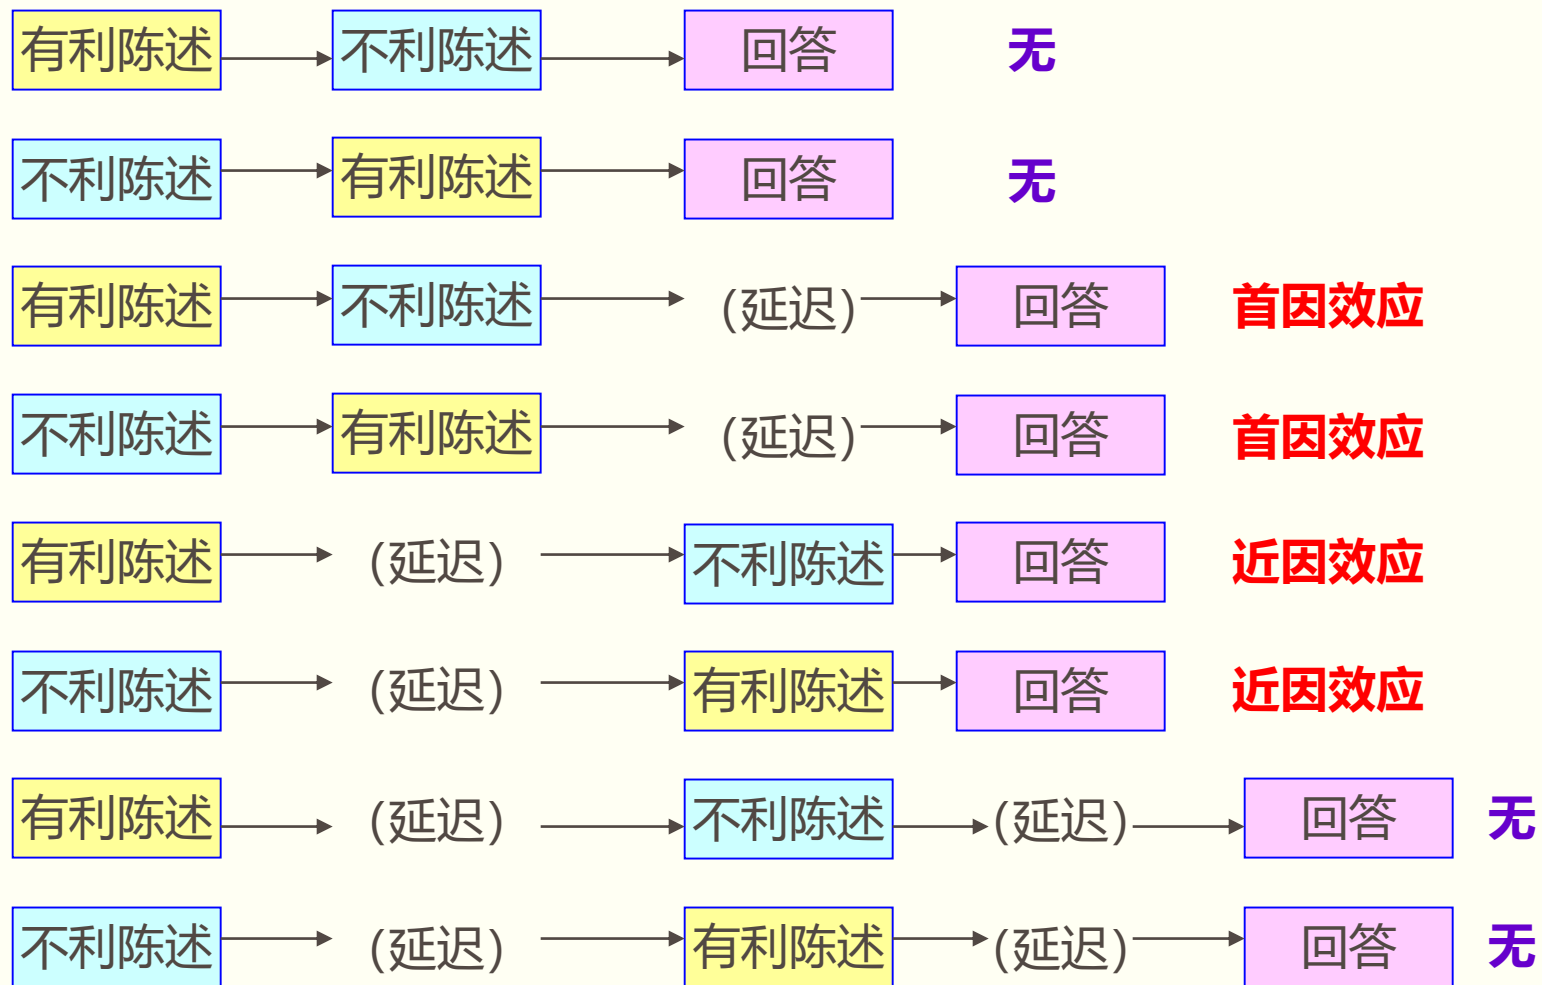 有利陈述 不利陈述 回答 无
不利陈述 有利陈述 回答 无
有利陈述 不利陈述 (延迟) 回答 首因效应
不利陈述 有利陈述 (延迟) 回答 首因效应
有利陈述 (延迟) 不利陈述 回答 近因效应
不利陈述 (延迟) 有利陈述 回答 近因效应
有利陈述 (延迟) 不利陈述 (延迟) 回答 无
不利陈述 (延迟) 有利陈述 (延迟) 回答 无